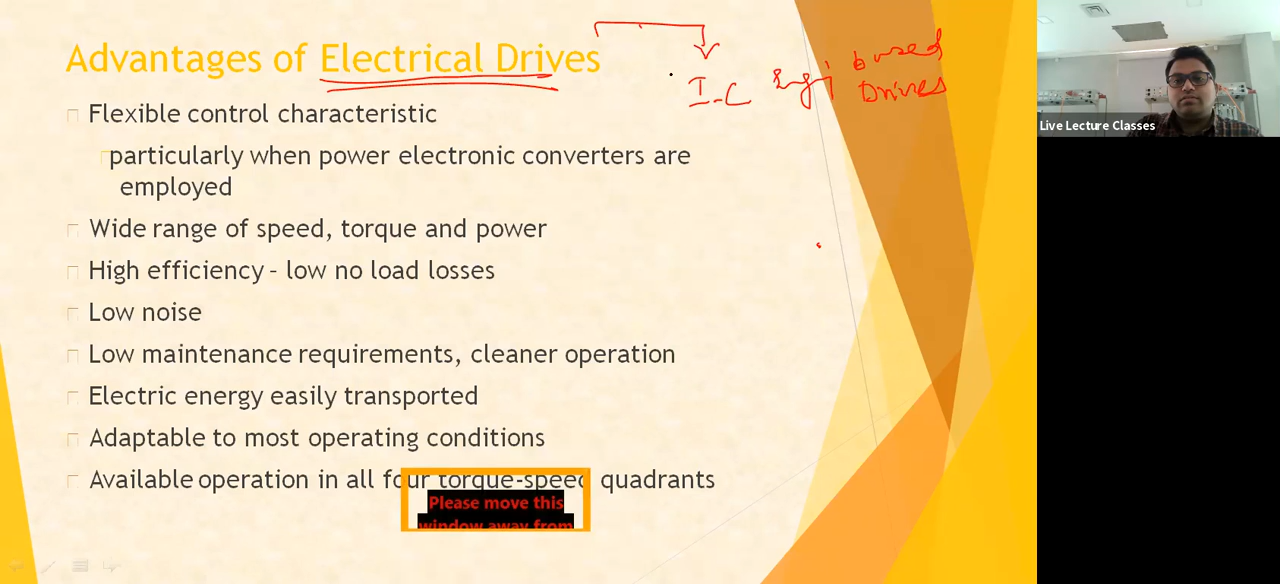 Advantages of Electrical Drives
I.C Engi based
Drives
Flexible control characteristic
particularly when power electronic converters are
employed
Wide range of speed, torque and power
High efficiency – low no load losses
Low noise
Low maintenance requirements, cleaner operation
Electric energy easily transported
Adaptable to most operating conditions
Available operation in all four torque-speed quadrants
Please move this
window away from
Live Lecture Classes